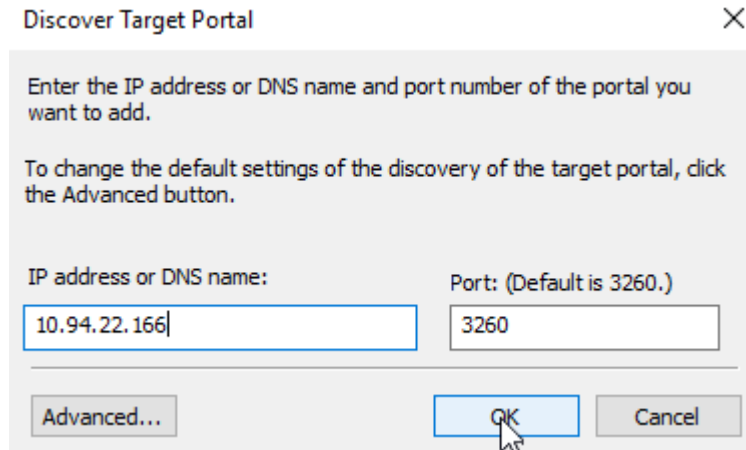 Discover Target Portal
Enter the IP address or DNS name and port number of the portal you
want to add.
To change the default settings of the discovery of the target portal, click
the Advanced button.
IP address or DNS name:
Port: (Default is 3260.)
10.94.22.166
3260
Advanced...
OK
Cancel